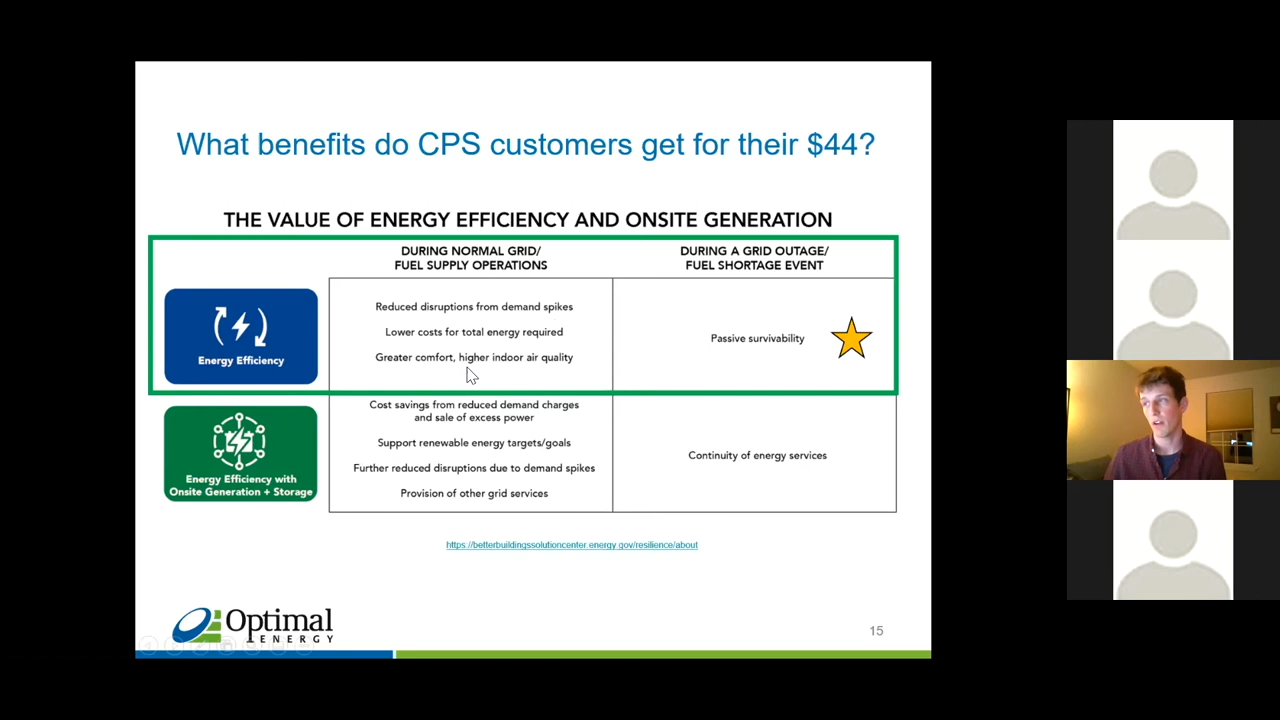 What benefits do CPS customers get for their $44?
THE VALUE OF ENERGY EFFICIENCY AND ONSITE GENERATION
DURING NORMAL GRID/
FUEL SUPPLY OPERATIONS
DURING A GRID OUTAGE/
FUEL SHORTAGE EVENT
Energy Efficiency
Reduced disruptions from demand spikes
Lower costs for total energy required
Greater comfort, higher indoor air quality
Passive survivability
Energy Efficiency with
Onsite Generation + Storage
Cost savings from reduced demand charges
and sale of excess power
Support renewable energy targets/goals
Further reduced disruptions due to demand spikes
Provision of other grid services
Continuity of energy services
https://betterbuildingssolutioncenter.energy.gov/resilience/about
Optimal
ENERGY
15